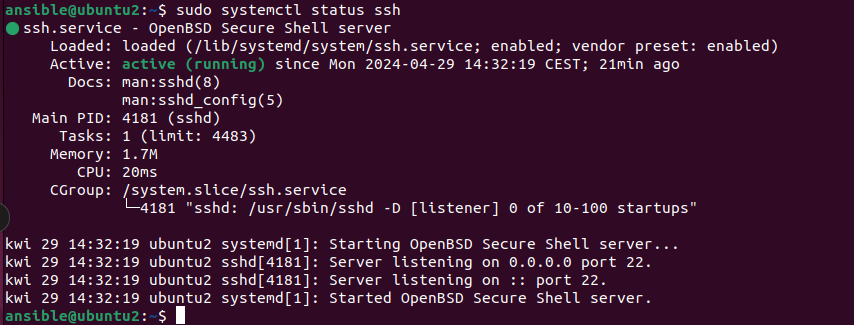 ansible@ubuntu2:~$ sudo systemctl status ssh
● ssh.service - OpenBSD Secure Shell server
     Loaded: loaded (/lib/systemd/system/ssh.service; enabled; vendor preset: enabled)
     Active: active (running) since Mon 2024-04-29 14:32:19 CEST; 21min ago
       Docs: man:sshd(8)
             man:sshd_config(5)
   Main PID: 4181 (sshd)
      Tasks: 1 (limit: 4483)
     Memory: 1.7M
        CPU: 20ms
     CGroup: /system.slice/ssh.service
             └─4181 "sshd: /usr/sbin/sshd -D [listener] 0 of 10-100 startups"
kwi 29 14:32:19 ubuntu2 systemd[1]: Starting OpenBSD Secure Shell server...
kwi 29 14:32:19 ubuntu2 sshd[4181]: Server listening on 0.0.0.0 port 22.
kwi 29 14:32:19 ubuntu2 sshd[4181]: Server listening on :: port 22.
kwi 29 14:32:19 ubuntu2 systemd[1]: Started OpenBSD Secure Shell server.
ansible@ubuntu2:~$